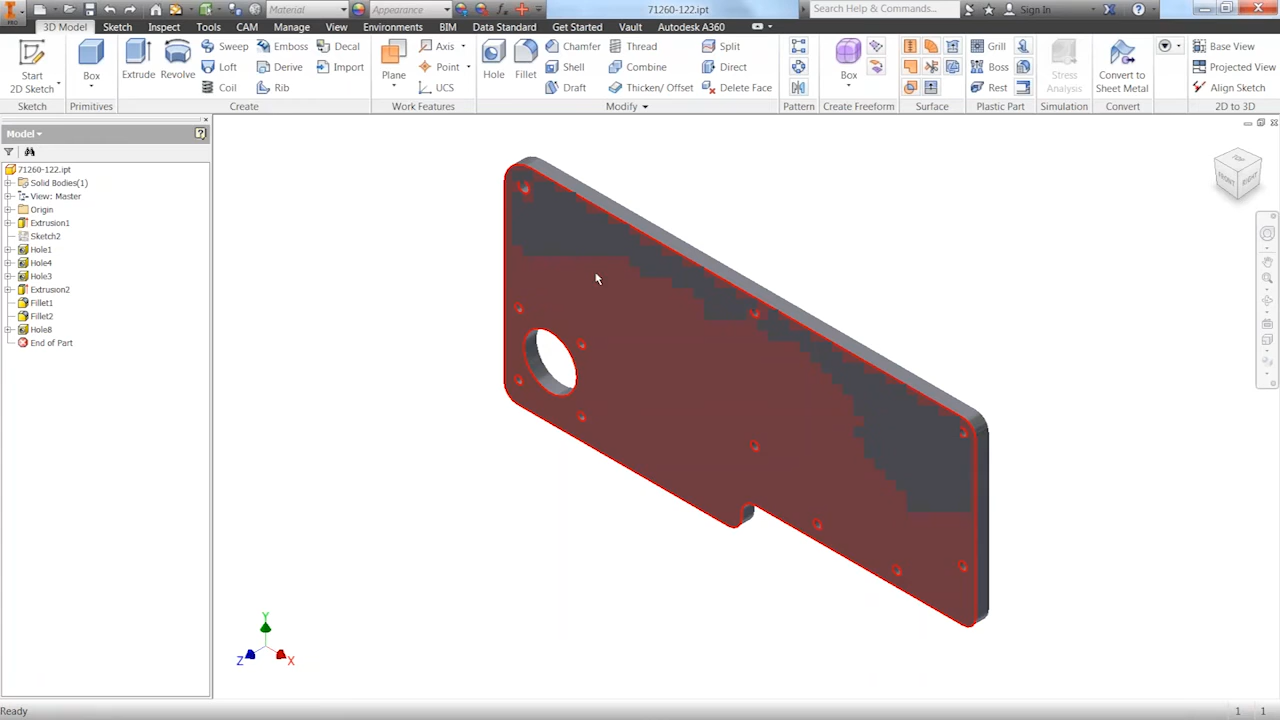 Material
Appearance
71260-122.ipt
Search Help & Commands...
Sign In
PRO
3D Model Sketch Inspect Tools CAM Manage View Environments BIM Data Standard Get Started Vault Autodesk A360
Start
2D Sketch
Box
Extrude
Revolve
Sweep
Loft
Coil
Emboss
Derive
Rib
Decal
Import
Plane
Axis
Point
UCS
Hole
Fillet
Chamfer
Shell
Draft
Thread
Combine
Thicken/ Offset
Split
Direct
Delete Face
Box
Grill
Boss
Rest
Stress
Analysis
Convert to
Sheet Metal
Base View
Projected View
Align Sketch
Sketch Primitives Create Work Features Modify Pattern Create Freeform Surface Plastic Part Simulation Convert 2D to 3D
Model
71260-122.ipt
Solid Bodies(1)
View: Master
Origin
Extrusion1
Sketch2
Hole1
Hole4
Hole3
Extrusion2
Fillet1
Fillet2
Hole8
End of Part
TOP
FRONT
RIGHT
Y
Z
X
Ready
1 1